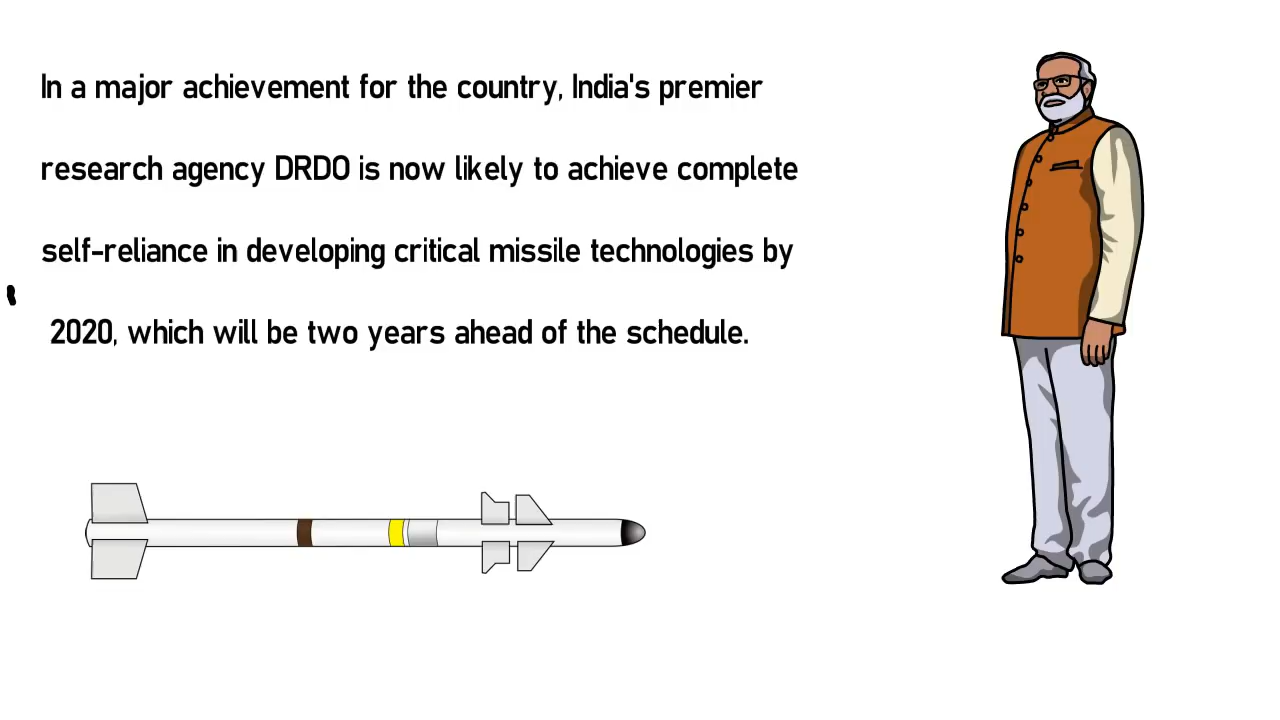 In a major achievement for the country, India's premier
research agency DRDO is now likely to achieve complete
self-reliance in developing critical missile technologies by
2020, which will be two years ahead of the schedule.